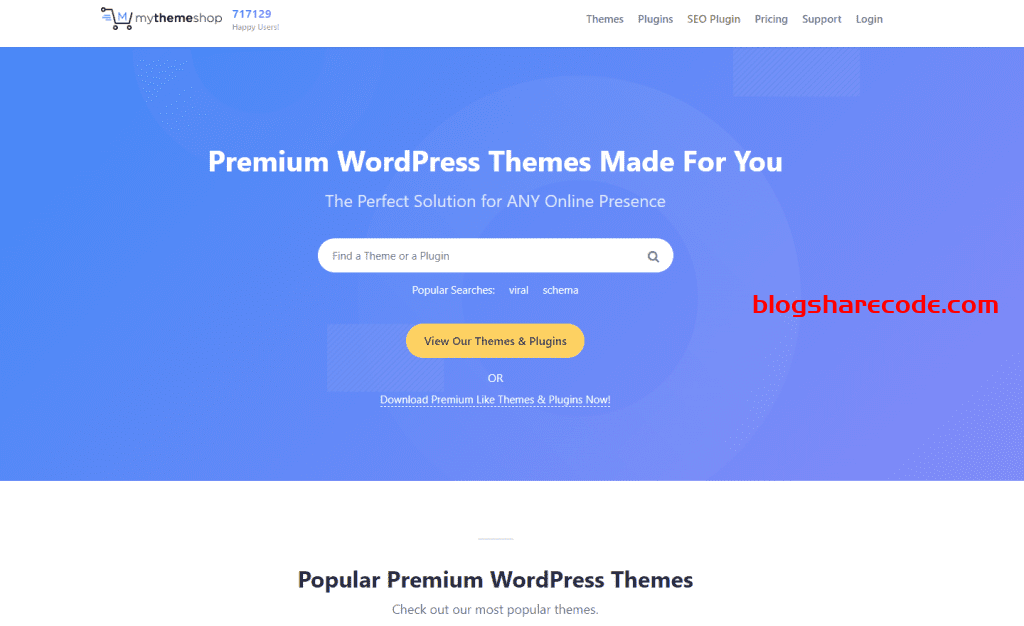 mythemeshop
717129
Happy Users!
Themes Plugins SEO Plugin Pricing Support Login
Premium WordPress Themes Made For You
The Perfect Solution for ANY Online Presence
Find a Theme or a Plugin
Popular Searches: viral schema
blogsharecode.com
View Our Themes & Plugins
OR
Download Premium Like Themes & Plugins Now!
Popular Premium WordPress Themes
Check out our most popular themes.